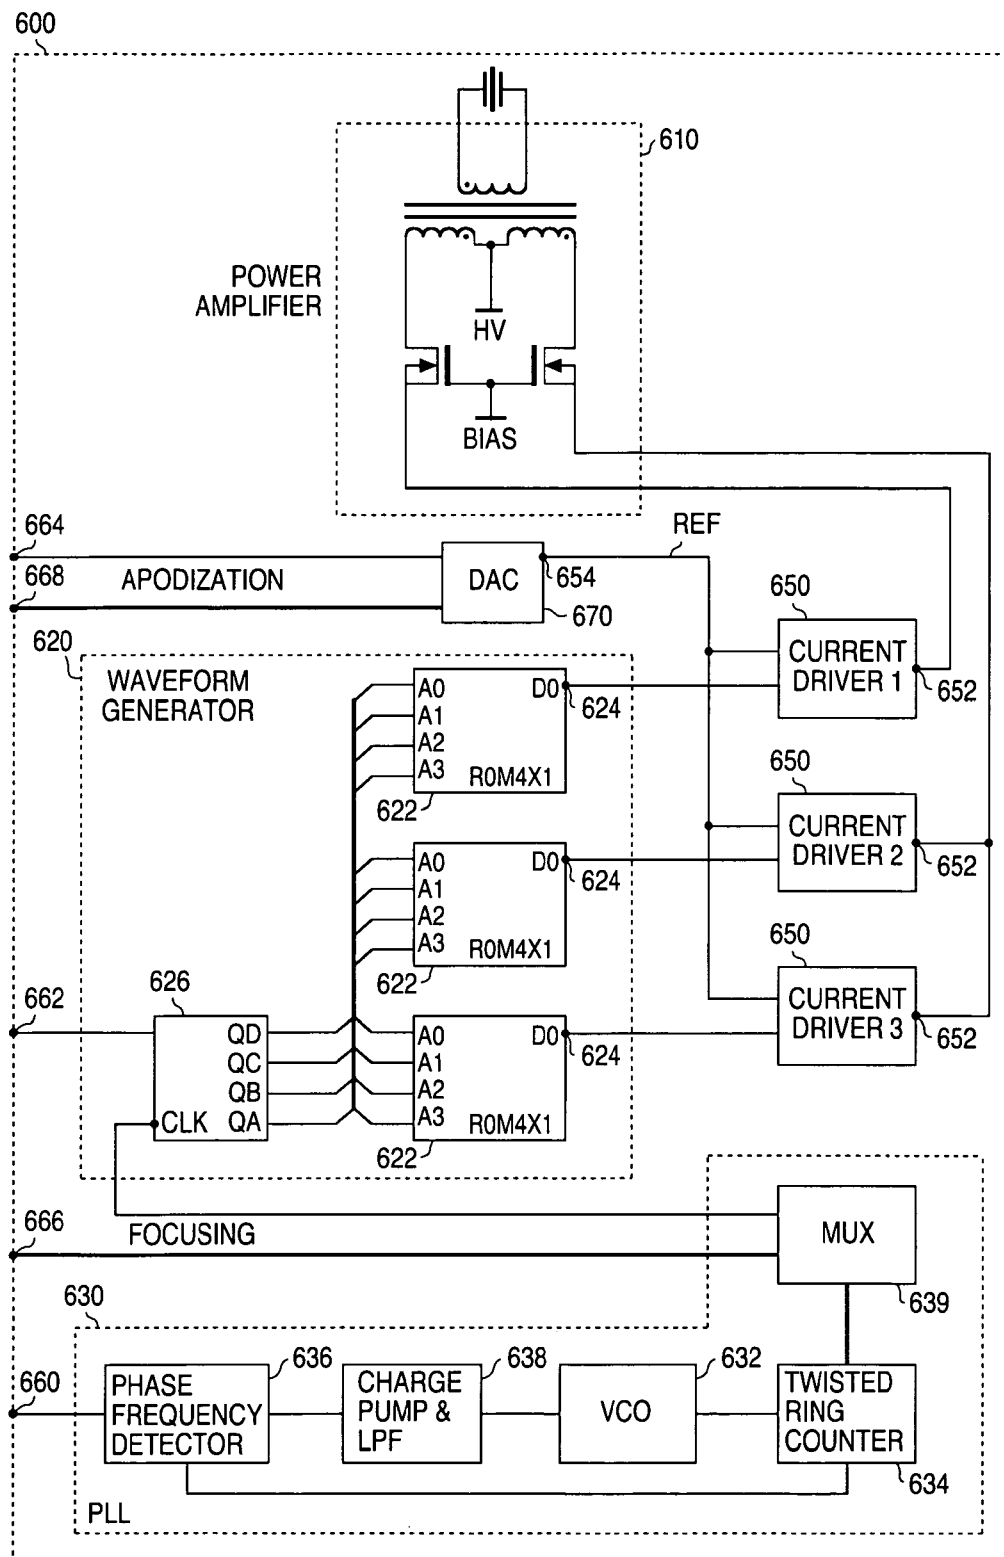 600
610
POWER
AMPLIFIER
HV
BIAS
664
APODIZATION
668
DAC
654
670
REF
620
WAVEFORM
GENERATOR
A0
A1
A2
A3
D0
R0M4X1
622
624
650
CURRENT
DRIVER 1
652
A0
A1
A2
A3
D0
R0M4X1
622
624
650
CURRENT
DRIVER 2
652
662
626
QD
QC
QB
CLK QA
A0
A1
A2
A3
D0
R0M4X1
622
624
650
CURRENT
DRIVER 3
652
FOCUSING
666
MUX
639
630
660
PHASE
FREQUENCY
DETECTOR
636
CHARGE
PUMP &
LPF
638
VCO
632
TWISTED
RING
COUNTER
634
PLL